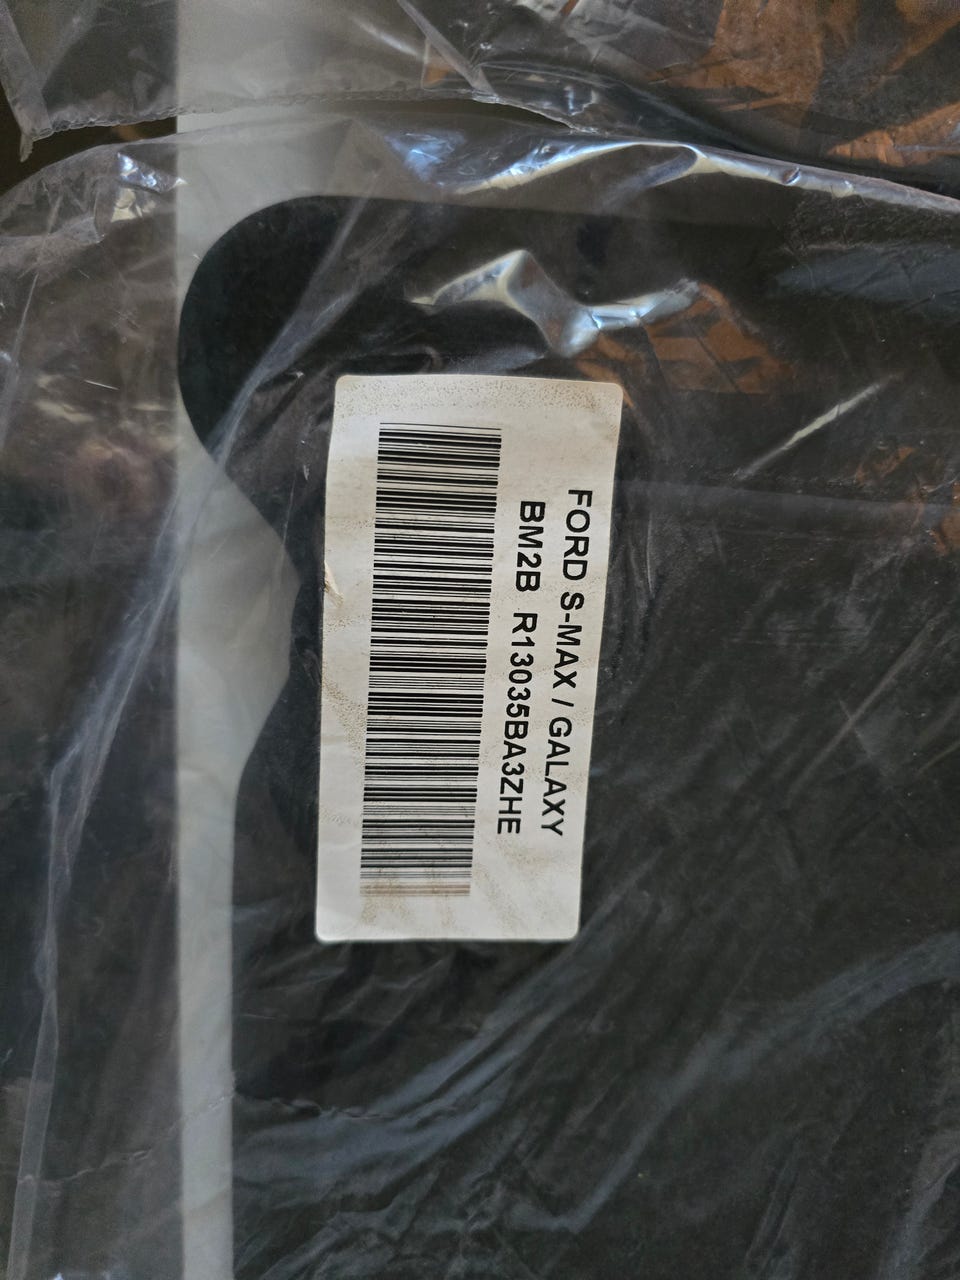 FORD S-MAX / GALAXY
BM2B R13035BA3ZHE